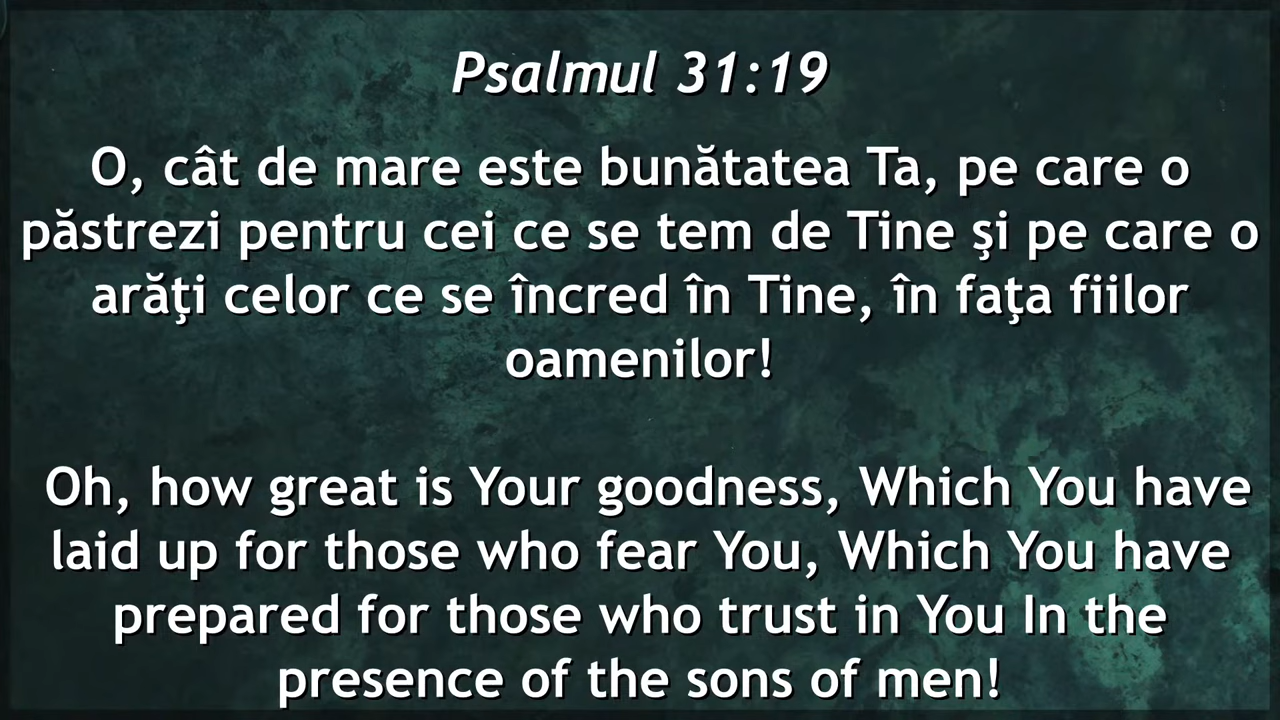 Psalmul 31:19
O, cât de mare este bunătatea Ta, pe care o
păstrezi pentru cei ce se tem de Tine şi pe care o
arăţi celor ce se încred în Tine, în faţa fiilor
oamenilor!
Oh, how great is Your goodness, Which You have
laid up for those who fear You, Which You have
prepared for those who trust in You In the
presence of the sons of men!